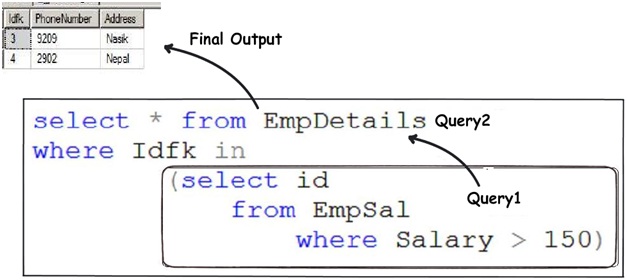 Idfk PhoneNumber Address
3 9209 Nasik
4 2902 Nepal
Final Output
select * from EmpDetails Query2
where Idfk in
(select id
Query1
from EmpSal
where Salary > 150)